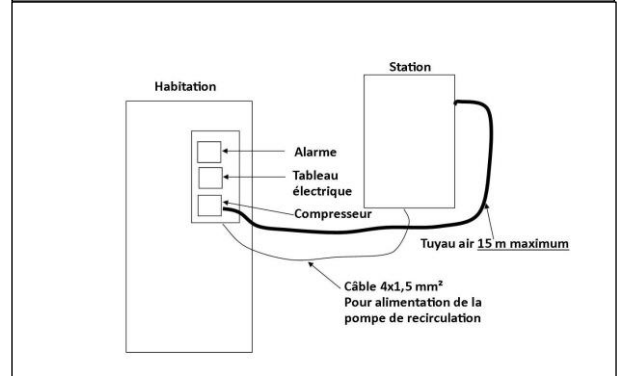 Station
Habitation
Alarme
Tableau
électrique
Compresseur
Tuyau air 15 m maximum
Câble 4x1,5 mm²
Pour alimentation de la
pompe de recirculation